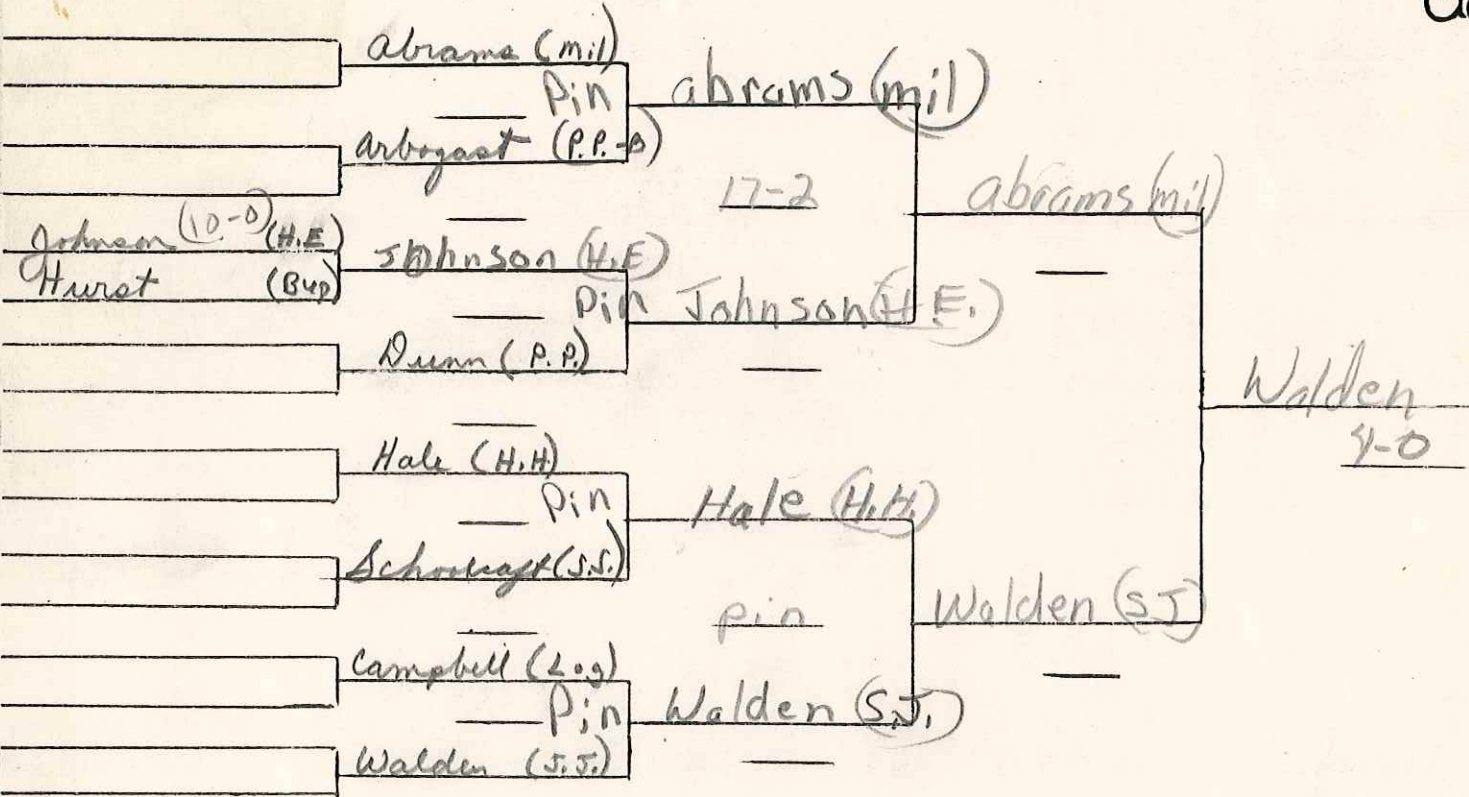 abrams (mil)
Pin
abrams (mil)
arbogast (P.P.-B)
17-2
abrams (mil)
Johnson (10-0) (H.E)
Johnson (H.E)
Hurst (Bup)
Pin
Johnson (H.E.)
Dunn (P.P.)
Walden
4-0
Hale (H.H)
Pin
Hale (H.H.)
Schoolcraft (S.S.)
pin
Walden (SJ)
Campbell (Log)
Pin
Walden (S.J.)
Walden (S.J.)